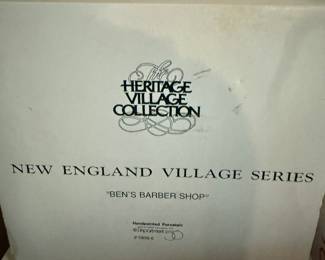 The
HERITAGE
VILLAGE
COLLECTION
NEW ENGLAND VILLAGE SERIES
"BEN'S BARBER SHOP"
Handpainted Porcelain